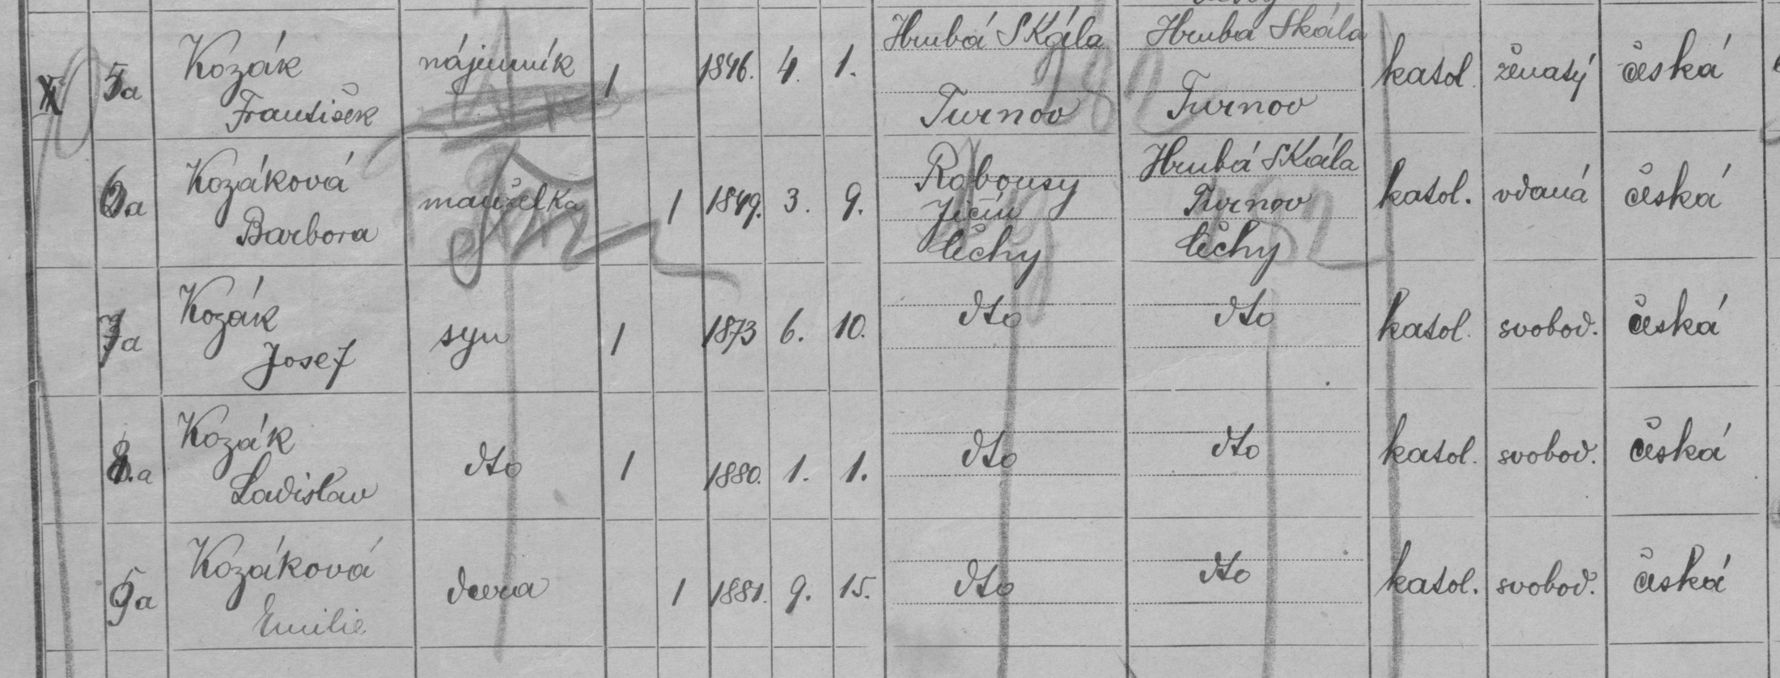 Hrubá Skála Hrubá Skála
5a Kozák nájemník 1 1846. 4. 1. katol. ženatý česká
František Turnov Turnov
Kozáková Rabousy Hrubá Skála
6a manželka 1 1849. 3. 9. Jičín Turnov katol. vdaná česká
Barbora Čechy Čechy
Kozák dto dto
7a syn 1 1873 6. 10. katol. svobod. česká
Josef
Kozák
8.a dto 1 1880. 1. 1. dto dto katol. svobod. česká
Ladislav
Kozáková
9a dcera 1 1881. 9. 15. dto dto katol. svobod. česká
Emilie